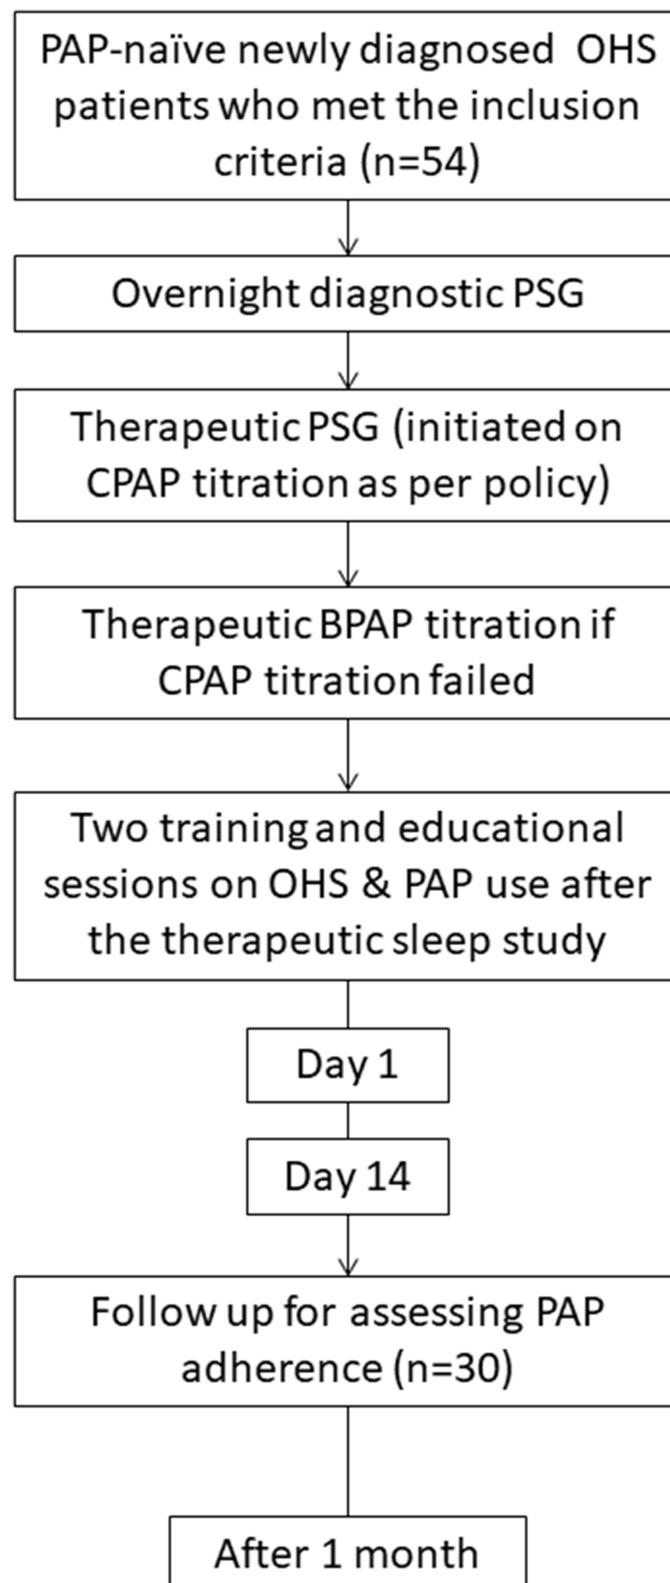 PAP-naïve newly diagnosed OHS
patients who met the inclusion
criteria (n=54)
Overnight diagnostic PSG
Therapeutic PSG (initiated on
CPAP titration as per policy)
Therapeutic BPAP titration if
CPAP titration failed
Two training and educational
sessions on OHS & PAP use after
the therapeutic sleep study
Day 1
Day 14
Follow up for assessing PAP
adherence (n=30)
After 1 month